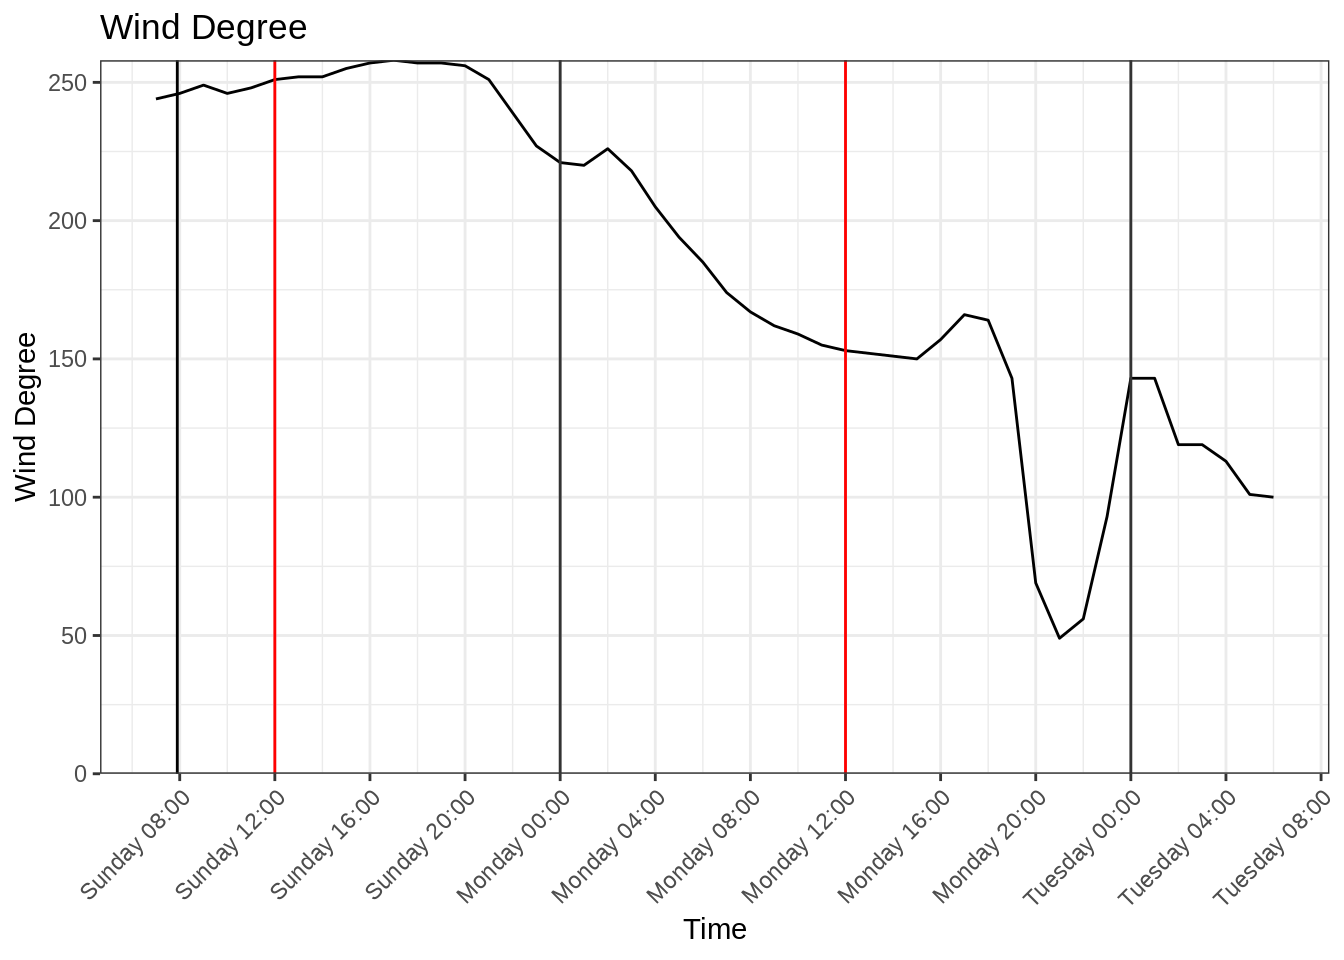 Wind Degree
Wind Degree
250
200
150
100
50
0
Sunday 08:00
Sunday 12:00
Sunday 16:00
Sunday 20:00
Monday 00:00
Monday 04:00
Monday 08:00
Monday 12:00
Monday 16:00
Monday 20:00
Tuesday 00:00
Tuesday 04:00
Tuesday 08:00
Time